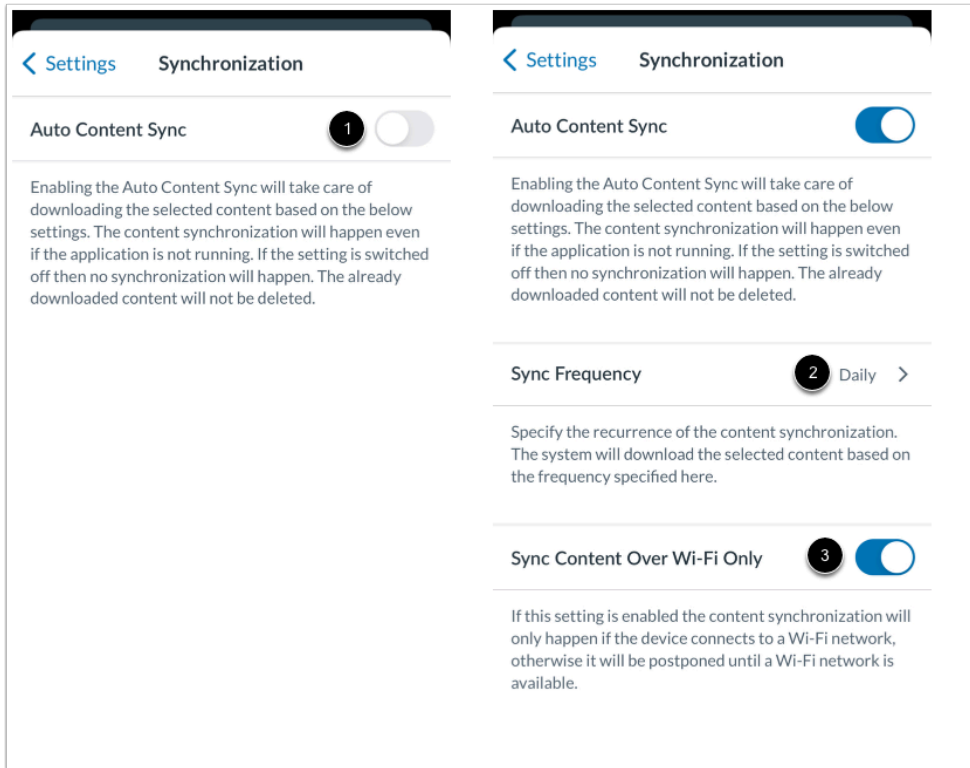 Settings Synchronization
Auto Content Sync 1
Enabling the Auto Content Sync will take care of
downloading the selected content based on the below
settings. The content synchronization will happen even
if the application is not running. If the setting is switched
off then no synchronization will happen. The already
downloaded content will not be deleted.
Settings Synchronization
Auto Content Sync
Enabling the Auto Content Sync will take care of
downloading the selected content based on the below
settings. The content synchronization will happen even
if the application is not running. If the setting is switched
off then no synchronization will happen. The already
downloaded content will not be deleted.
Sync Frequency 2 Daily
Specify the recurrence of the content synchronization.
The system will download the selected content based on
the frequency specified here.
Sync Content Over Wi-Fi Only 3
If this setting is enabled the content synchronization will
only happen if the device connects to a Wi-Fi network,
otherwise it will be postponed until a Wi-Fi network is
available.